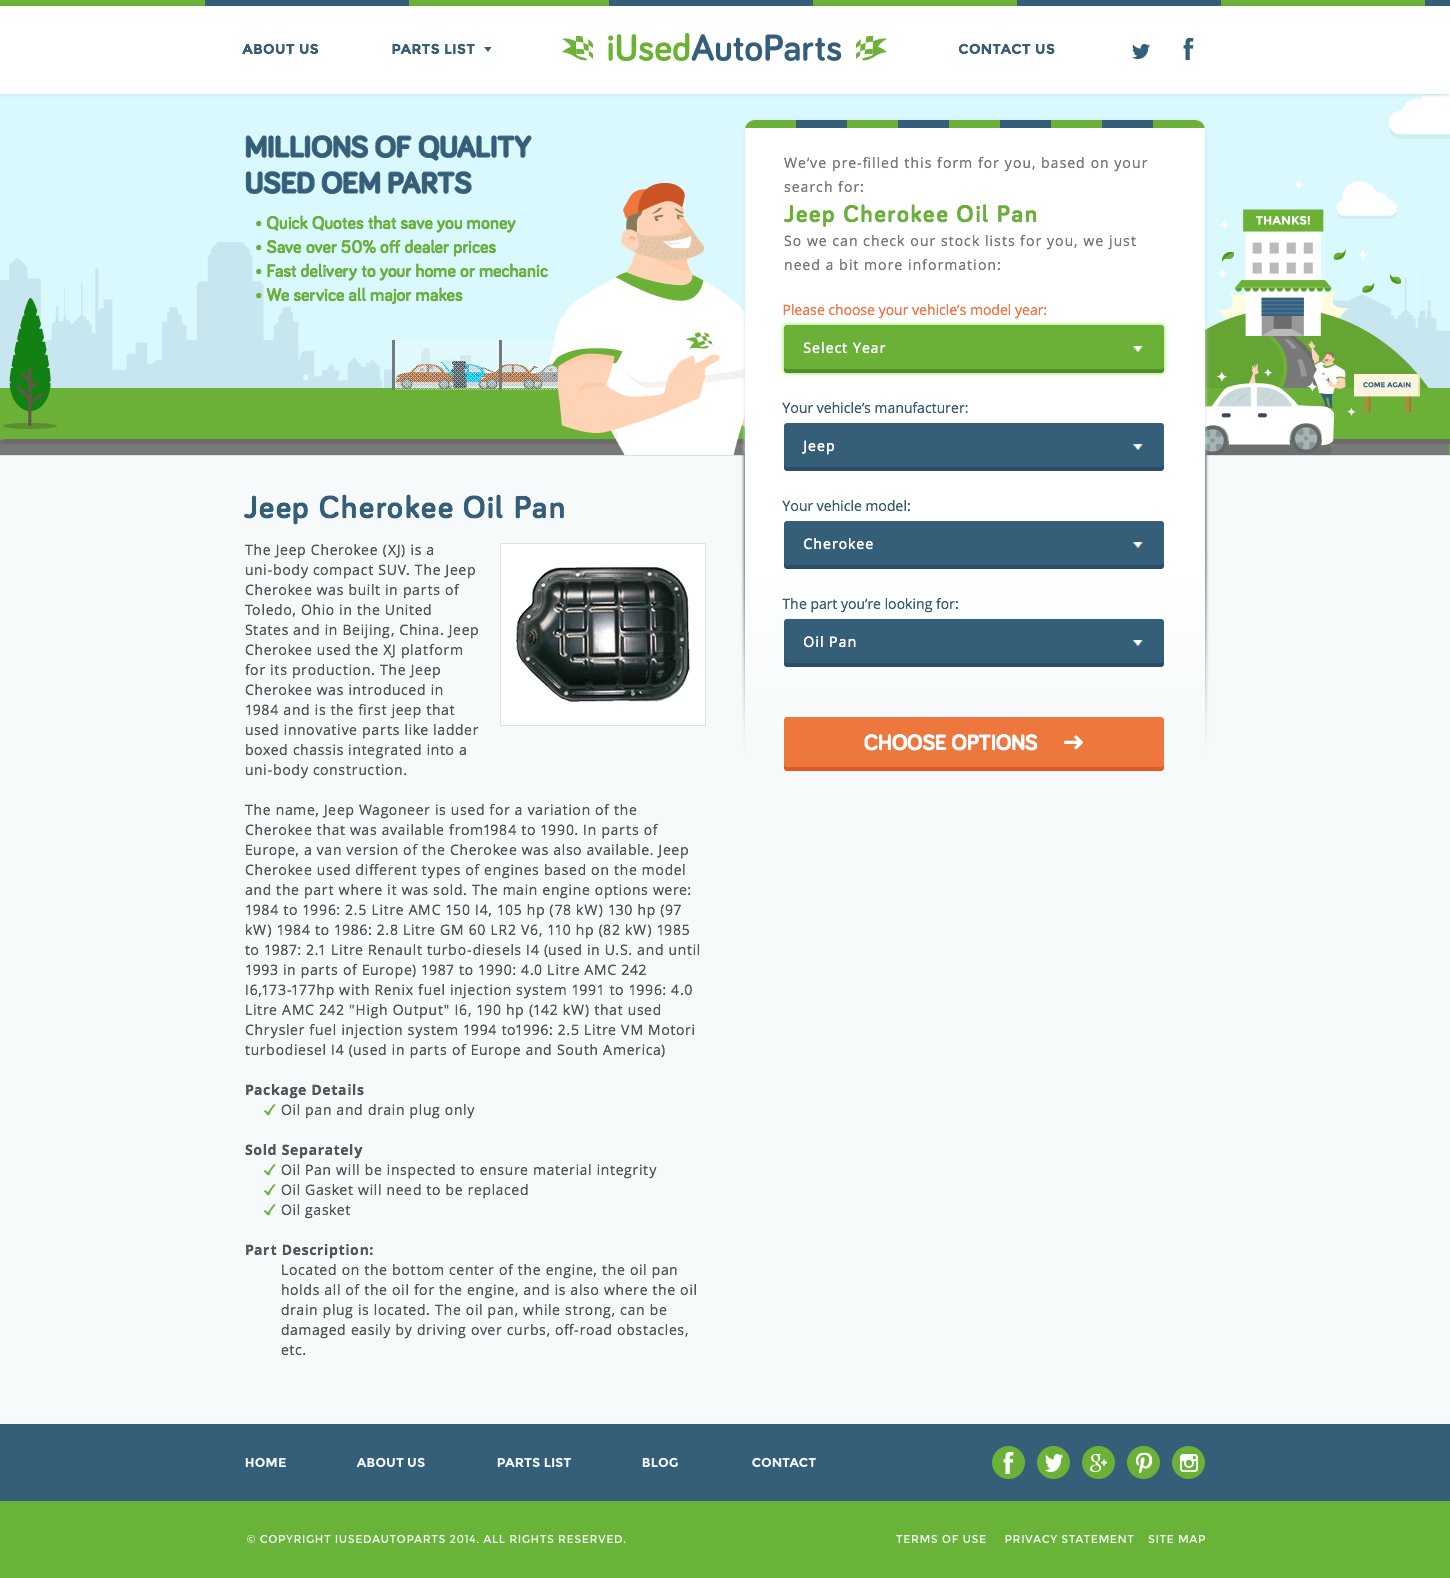 ABOUT US
PARTS LIST
iUsedAutoParts
CONTACT US
MILLIONS OF QUALITY
USED OEM PARTS
• Quick Quotes that save you money
• Save over 50% off dealer prices
• Fast delivery to your home or mechanic
• We service all major makes
We've pre-filled this form for you, based on your
search for:
Jeep Cherokee Oil Pan
So we can check our stock lists for you, we just
need a bit more information:
Please choose your vehicle's model year:
Select Year
Your vehicle's manufacturer:
Jeep
Your vehicle model:
Cherokee
The part you're looking for:
Oil Pan
CHOOSE OPTIONS
THANKS!
COME AGAIN
Jeep Cherokee Oil Pan
The Jeep Cherokee (XJ) is a
uni-body compact SUV. The Jeep
Cherokee was built in parts of
Toledo, Ohio in the United
States and in Beijing, China. Jeep
Cherokee used the XJ platform
for its production. The Jeep
Cherokee was introduced in
1984 and is the first jeep that
used innovative parts like ladder
boxed chassis integrated into a
uni-body construction.
The name, Jeep Wagoneer is used for a variation of the
Cherokee that was available from1984 to 1990. In parts of
Europe, a van version of the Cherokee was also available. Jeep
Cherokee used different types of engines based on the model
and the part where it was sold. The main engine options were:
1984 to 1996: 2.5 Litre AMC 150 I4, 105 hp (78 kW) 130 hp (97
kW) 1984 to 1986: 2.8 Litre GM 60 LR2 V6, 110 hp (82 kW) 1985
to 1987: 2.1 Litre Renault turbo-diesels I4 (used in U.S. and until
1993 in parts of Europe) 1987 to 1990: 4.0 Litre AMC 242
I6,173-177hp with Renix fuel injection system 1991 to 1996: 4.0
Litre AMC 242 "High Output" I6, 190 hp (142 kW) that used
Chrysler fuel injection system 1994 to1996: 2.5 Litre VM Motori
turbodiesel I4 (used in parts of Europe and South America)
Package Details
✓ Oil pan and drain plug only
Sold Separately
✓ Oil Pan will be inspected to ensure material integrity
✓ Oil Gasket will need to be replaced
✓ Oil gasket
Part Description:
Located on the bottom center of the engine, the oil pan
holds all of the oil for the engine, and is also where the oil
drain plug is located. The oil pan, while strong, can be
damaged easily by driving over curbs, off-road obstacles,
etc.
HOME
ABOUT US
PARTS LIST
BLOG
CONTACT
© COPYRIGHT IUSEDAUTOPARTS 2014. ALL RIGHTS RESERVED.
TERMS OF USE
PRIVACY STATEMENT
SITE MAP